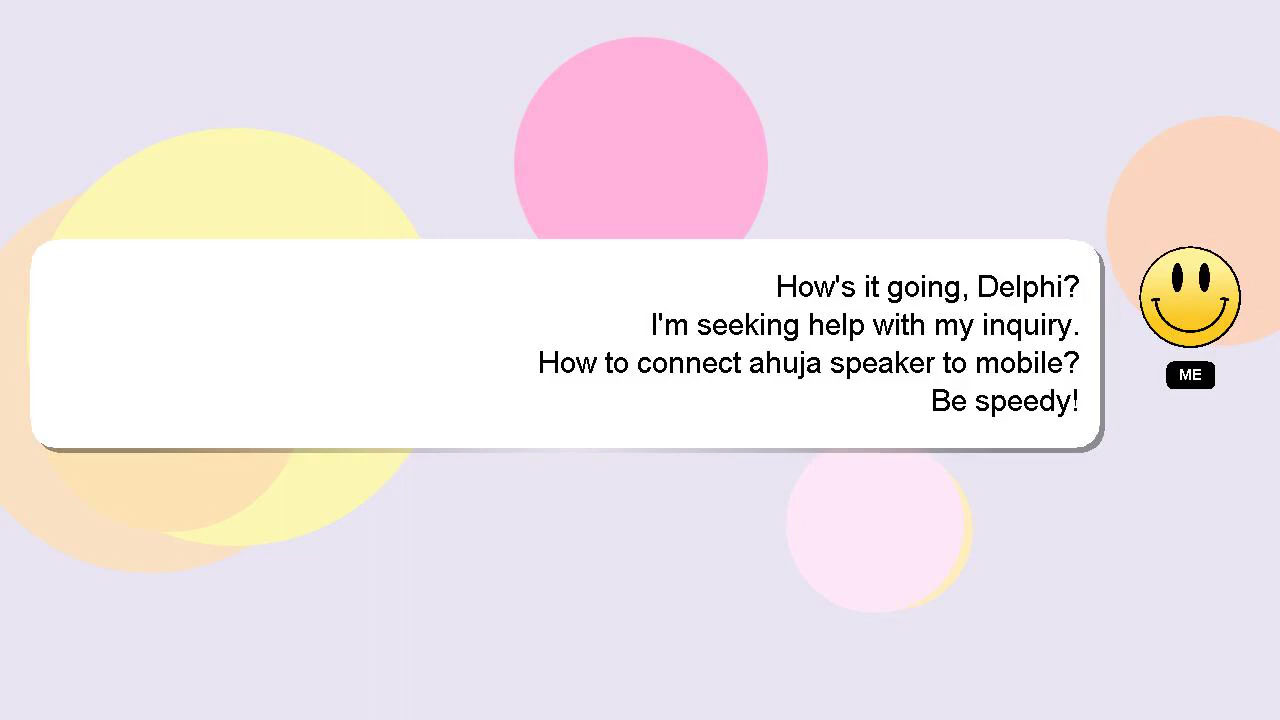 How's it going, Delphi?
I'm seeking help with my inquiry.
How to connect ahuja speaker to mobile?
Be speedy!
ME